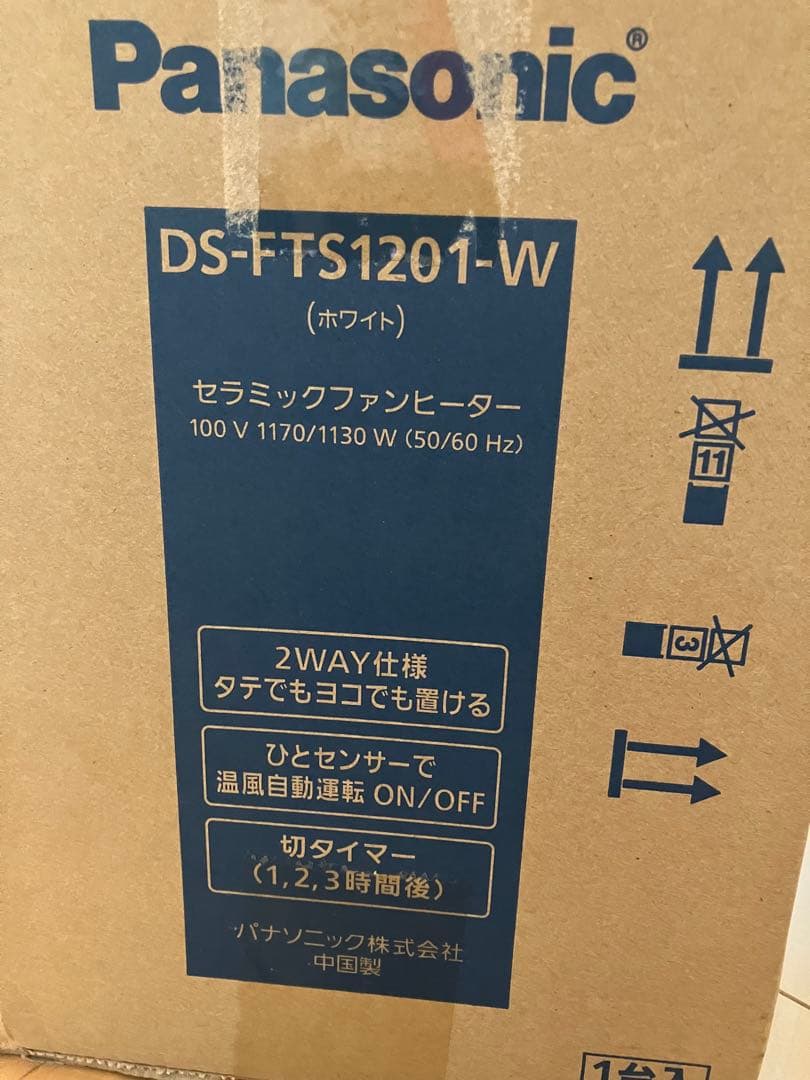 Panasonic®
DS-FTS1201-W
(ホワイト)
セラミックファンヒーター
100 V 1170/1130 W (50/60 Hz)
11
3
2WAY仕様
タテでもヨコでも置ける
ひとセンサーで
温風自動運転 ON/OFF
切タイマー
(1,2,3時間後)
パナソニック株式会社
中国製
1台入